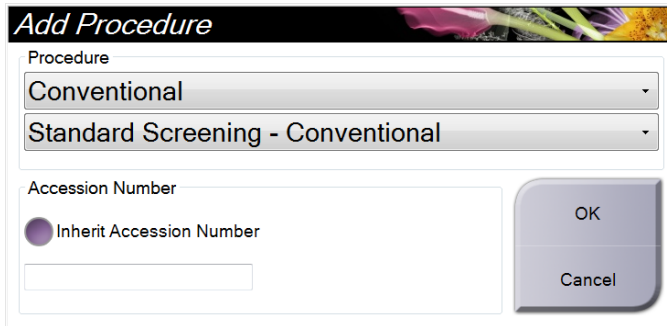 Add Procedure
Procedure
Conventional
Standard Screening - Conventional
Accession Number
Inherit Accession Number
OK
Cancel